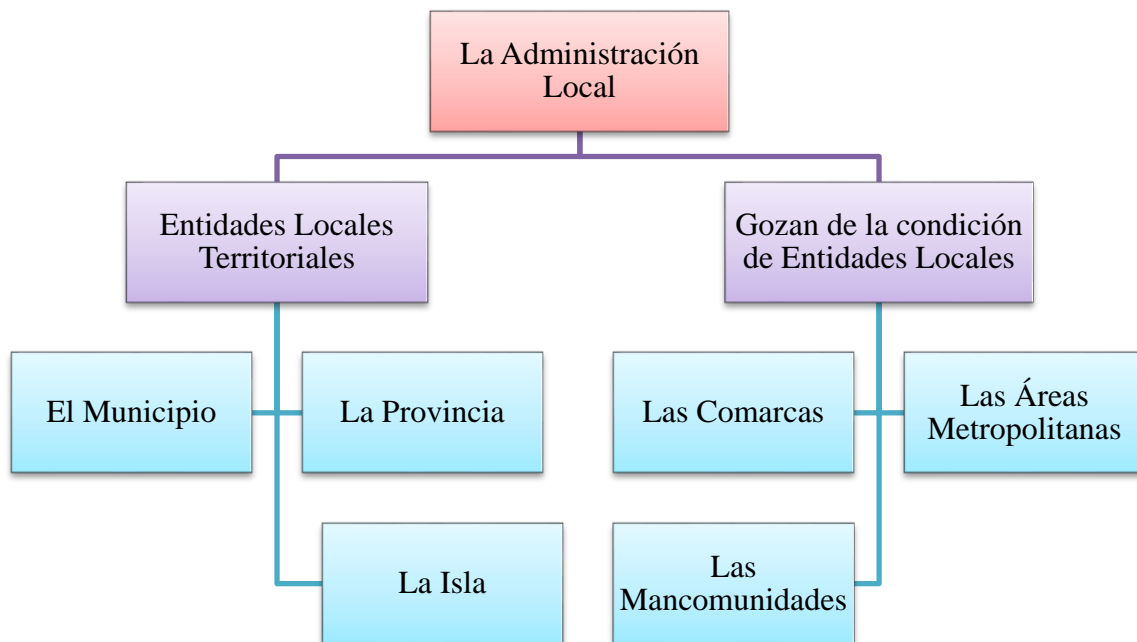 La Administración
Local
Entidades Locales
Territoriales
Gozan de la condición
de Entidades Locales
El Municipio
La Provincia
Las Comarcas
Las Áreas
Metropolitanas
La Isla
Las
Mancomunidades